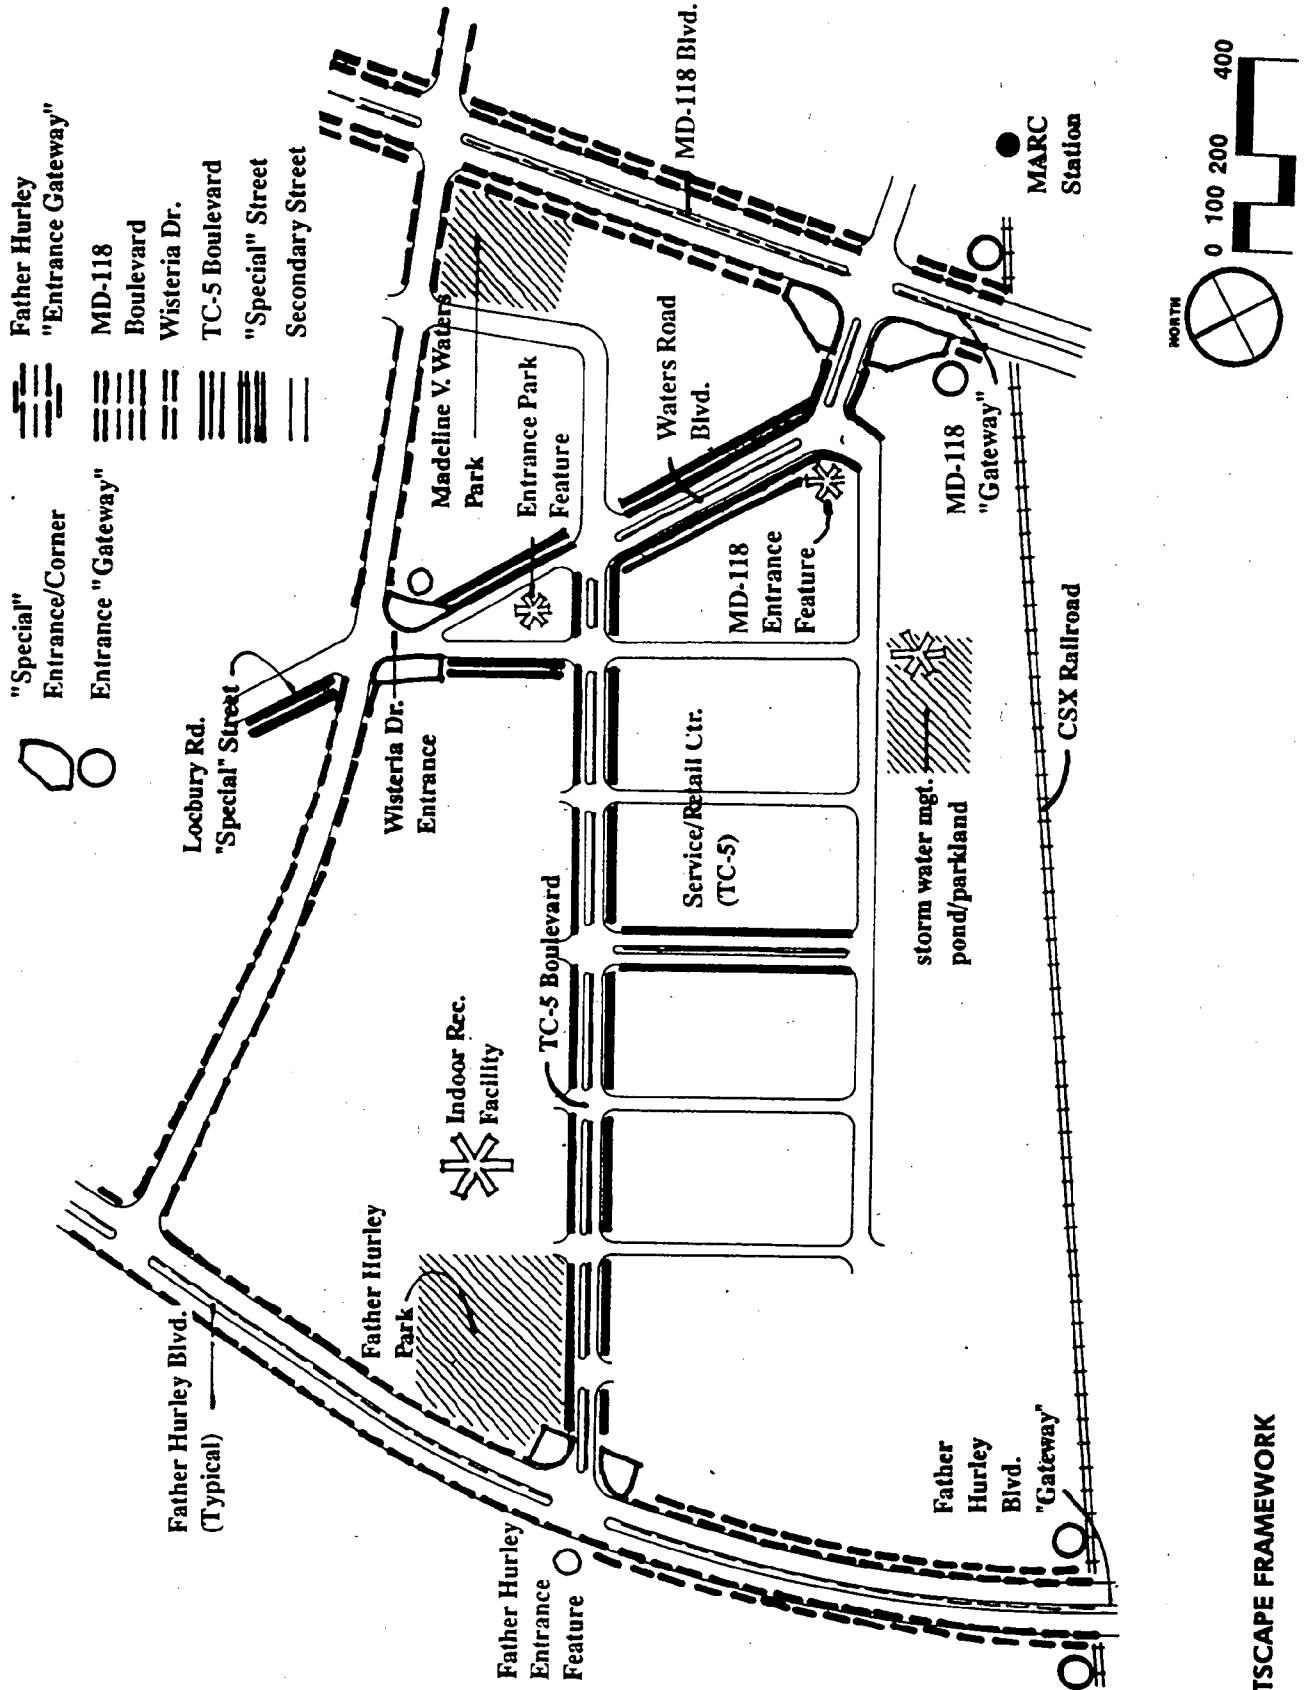 "Special"
Entrance/Corner
Entrance "Gateway"
Father Hurley
"Entrance Gateway"
MD-118
Boulevard
Wisteria Dr.
TC-5 Boulevard
"Special" Street
Secondary Street
Locbury Rd.
"Special" Street
Wisteria Dr.
Entrance
Madeline V. Waters
Park
Entrance Park
Feature
Waters Road
Blvd.
MD-118 Blvd.
MD-118
Entrance
Feature
MD-118
"Gateway"
MARC
Station
Father Hurley Blvd.
(Typical)
Father Hurley
Park
Indoor Rec.
Facility
TC-5 Boulevard
Service/Retail Ctr.
(TC-5)
storm water mgt.
pond/parkland
CSX Railroad
Father Hurley
Entrance
Feature
Father
Hurley
Blvd.
"Gateway"
NORTH
0 100 200 400
TSCAPE FRAMEWORK